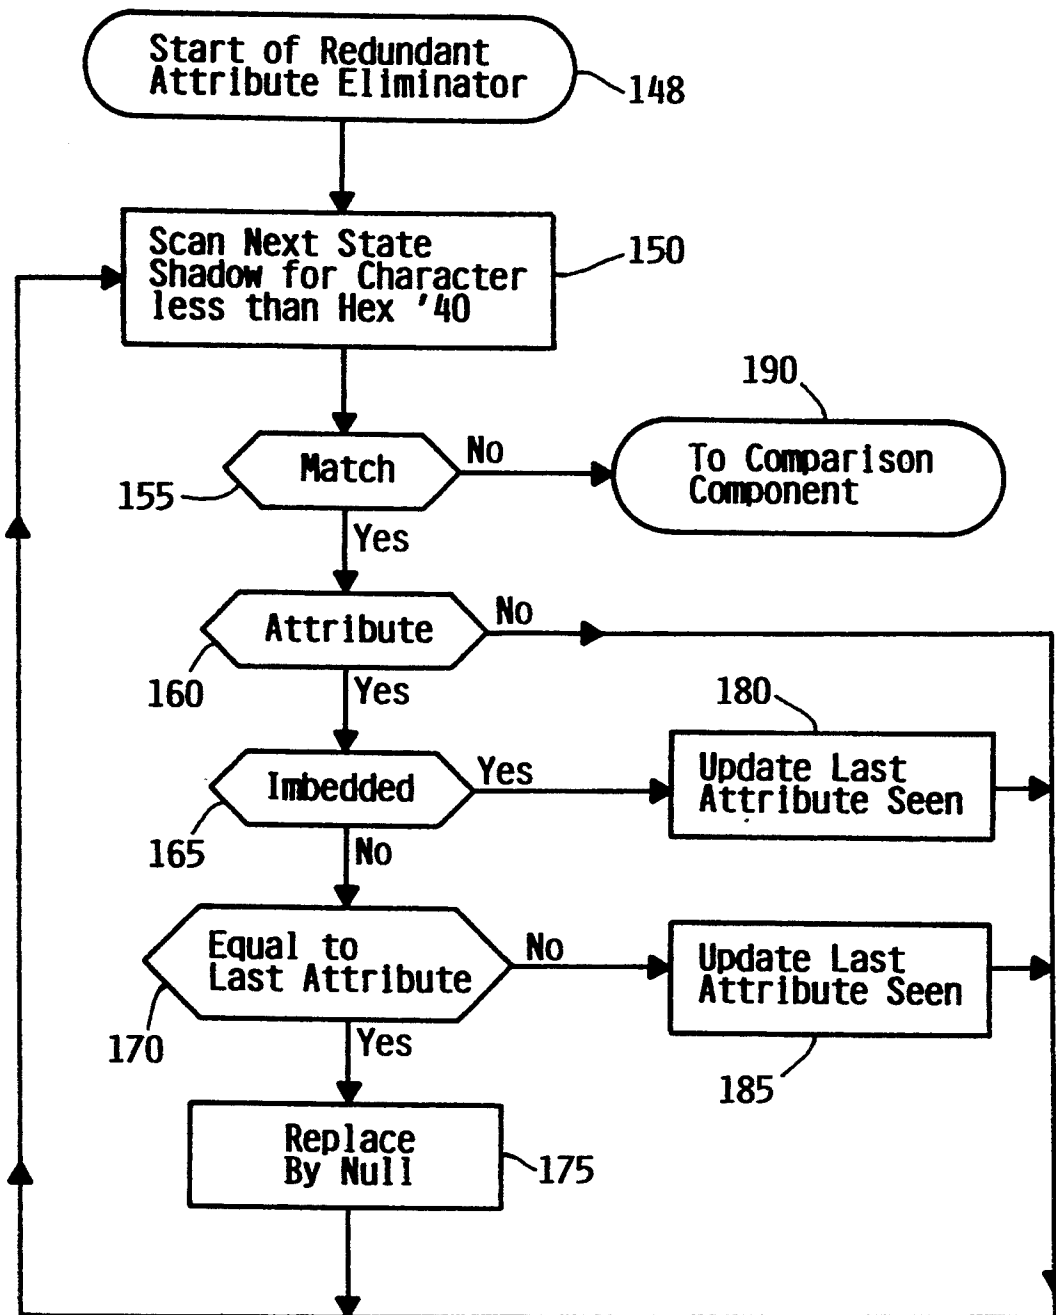 Start of Redundant
Attribute Eliminator
148
Scan Next State
Shadow for Character
less than Hex '40
150
190
Match
No
To Comparison
Component
155
Yes
Attribute
No
160
Yes
180
Imbedded
Yes
Update Last
Attribute Seen
165
No
Equal to
Last Attribute
No
Update Last
Attribute Seen
170
Yes
185
Replace
By Null
175